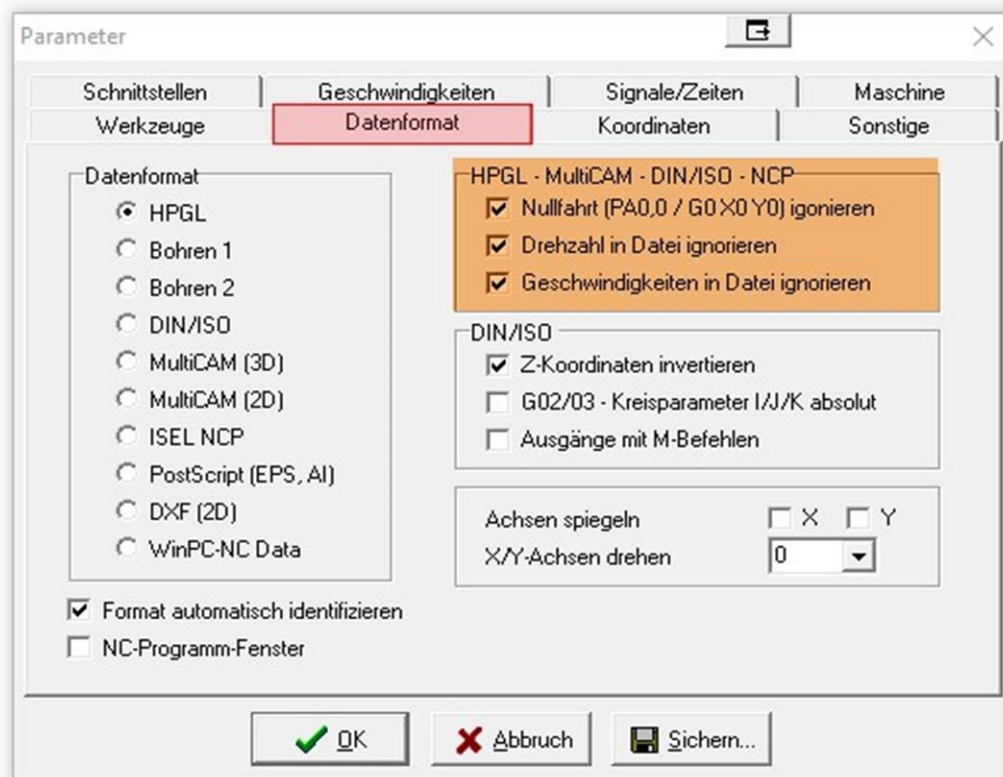 Parameter
Schnittstellen
Geschwindigkeiten
Signale/Zeiten
Maschine
Werkzeuge
Datenformat
Koordinaten
Sonstige
Datenformat
HPGL
Bohren 1
Bohren 2
DIN/ISO
MultiCAM (3D)
MultiCAM (2D)
ISEL NCP
PostScript (EPS, AI)
DXF (2D)
WinPC-NC Data
Format automatisch identifizieren
NC-Programm-Fenster
HPGL - MultiCAM - DIN/ISO - NCP
Nullfahrt (PA0,0 / G0 X0 Y0) igonieren
Drehzahl in Datei ignorieren
Geschwindigkeiten in Datei ignorieren
DIN/ISO
Z-Koordinaten invertieren
G02/03 - Kreisparameter I/J/K absolut
Ausgänge mit M-Befehlen
Achsen spiegeln X Y
X/Y-Achsen drehen 0
OK
Abbruch
Sichern...